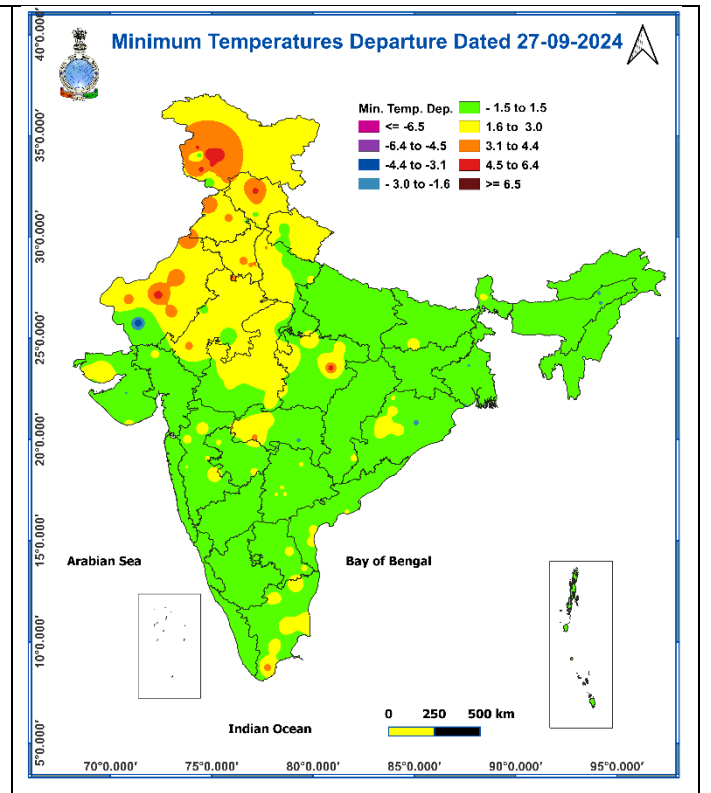 Minimum Temperatures Departure Dated 27-09-2024
Min. Temp. Dep.
<= -6.5
-6.4 to -4.5
-4.4 to -3.1
- 3.0 to -1.6
- 1.5 to 1.5
1.6 to 3.0
3.1 to 4.4
4.5 to 6.4
>= 6.5
40°0.000'
35°0.000'
30°0.000'
25°0.000'
20°0.000'
15°0.000'
10°0.000'
5°0.000'
Arabian Sea
Bay of Bengal
Indian Ocean
0 250 500 km
70°0.000' 75°0.000' 80°0.000' 85°0.000' 90°0.000' 95°0.000'